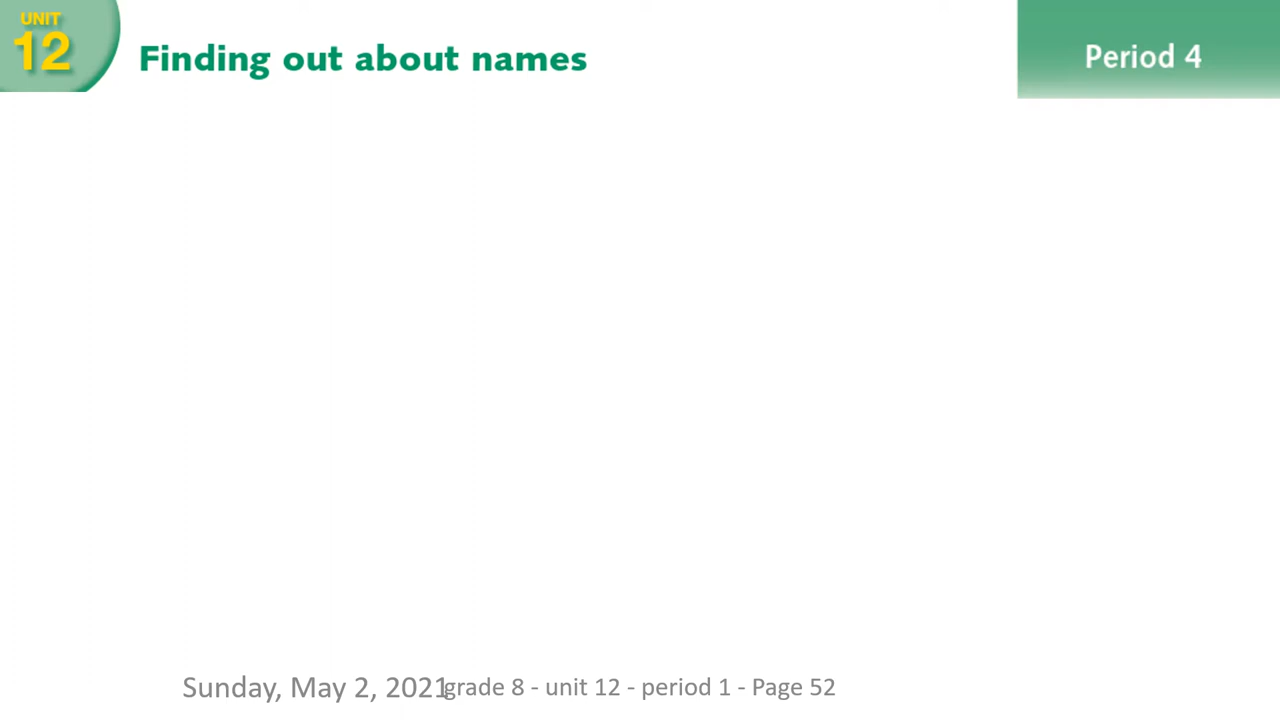 UNIT
12
Finding out about names
Period 4
Sunday, May 2, 2021
grade 8 - unit 12 - period 1 - Page 52